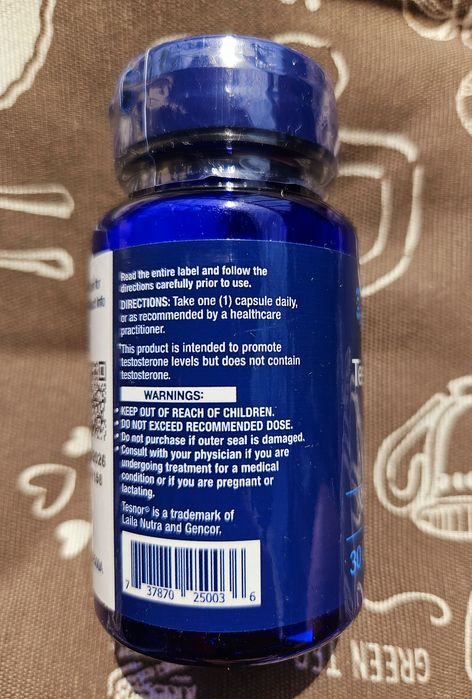 Read the entire label and follow the
directions carefully prior to use.
DIRECTIONS: Take one (1) capsule daily,
or as recommended by a healthcare
practitioner.
*This product is intended to promote
testosterone levels but does not contain
testosterone.
WARNINGS:
• KEEP OUT OF REACH OF CHILDREN.
• DO NOT EXCEED RECOMMENDED DOSE.
• Do not purchase if outer seal is damaged.
• Consult with your physician if you are
undergoing treatment for a medical
condition or if you are pregnant or
lactating.
Tesnor® is a trademark of
Laila Nutra and Gencor.
7 37870 25003 6
30
GREEN